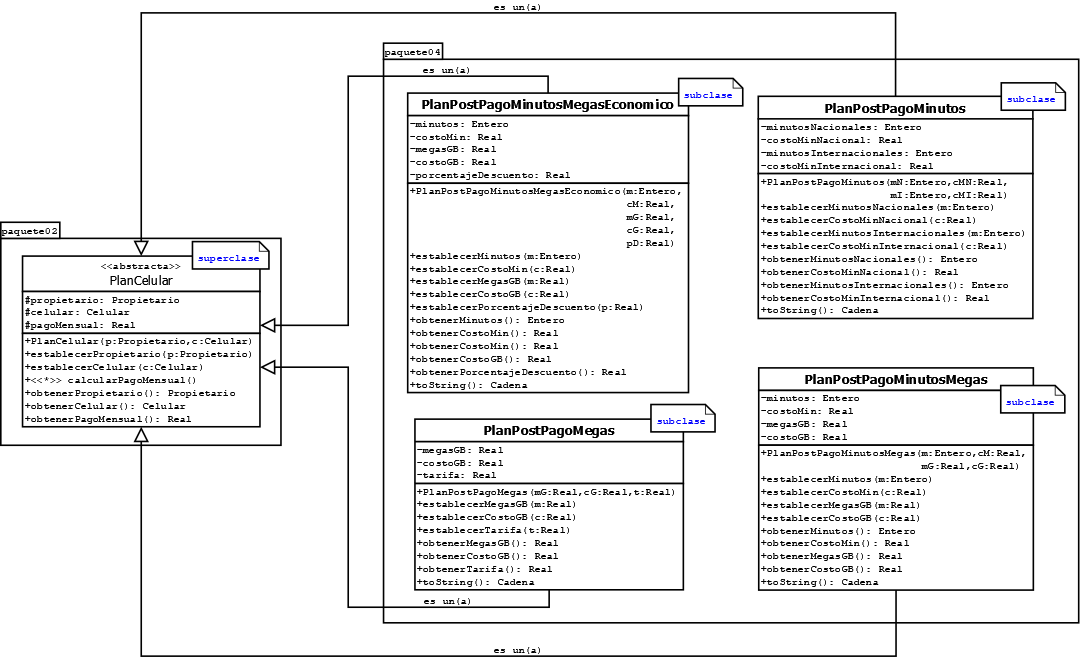 es un(a)
paquete04
es un(a)
PlanPostPagoMinutosMegasEconomico
subclase
-minutos: Entero
-costoMin: Real
-megasGB: Real
-costoGB: Real
-porcentajeDescuento: Real
+PlanPostPagoMinutosMegasEconomico(m:Entero,
cM:Real,
mG:Real,
cG:Real,
pD:Real)
+establecerMinutos(m:Entero)
+establecerCostoMin(c:Real)
+establecerMegasGB(m:Real)
+establecerCostoGB(c:Real)
+establecerPorcentajeDescuento(p:Real)
+obtenerMinutos(): Entero
+obtenerCostoMin(): Real
+obtenerCostoMin(): Real
+obtenerCostoGB(): Real
+obtenerPorcentajeDescuento(): Real
+toString(): Cadena
PlanPostPagoMinutos
subclase
-minutosNacionales: Entero
-costoMinNacional: Real
-minutosInternacionales: Entero
-costoMinInternacional: Real
+PlanPostPagoMinutos(mN:Entero,cMN:Real,
mI:Entero,cMI:Real)
+establecerMinutosNacionales(m:Entero)
+establecerCostoMinNacional(c:Real)
+establecerMinutosInternacionales(m:Entero)
+establecerCostoMinInternacional(c:Real)
+obtenerMinutosNacionales(): Entero
+obtenerCostoMinNacional(): Real
+obtenerMinutosInternacionales(): Entero
+obtenerCostoMinInternacional(): Real
+toString(): Cadena
paquete02
superclase
<<abstracta>>
PlanCelular
#propietario: Propietario
#celular: Celular
#pagoMensual: Real
+PlanCelular(p:Propietario,c:Celular)
+establecerPropietario(p:Propietario)
+establecerCelular(c:Celular)
+<<*>> calcularPagoMensual()
+obtenerPropietario(): Propietario
+obtenerCelular(): Celular
+obtenerPagoMensual(): Real
PlanPostPagoMegas
subclase
-megasGB: Real
-costoGB: Real
-tarifa: Real
+PlanPostPagoMegas(mG:Real,cG:Real,t:Real)
+establecerMegasGB(m:Real)
+establecerCostoGB(c:Real)
+establecerTarifa(t:Real)
+obtenerMegasGB(): Real
+obtenerCostoGB(): Real
+obtenerTarifa(): Real
+toString(): Cadena
es un(a)
PlanPostPagoMinutosMegas
subclase
-minutos: Entero
-costoMin: Real
-megasGB: Real
-costoGB: Real
+PlanPostPagoMinutosMegas(m:Entero,cM:Real,
mG:Real,cG:Real)
+establecerMinutos(m:Entero)
+establecerCostoMin(c:Real)
+establecerMegasGB(m:Real)
+establecerCostoGB(c:Real)
+obtenerMinutos(): Entero
+obtenerCostoMin(): Real
+obtenerMegasGB(): Real
+obtenerCostoGB(): Real
+toString(): Cadena
es un(a)